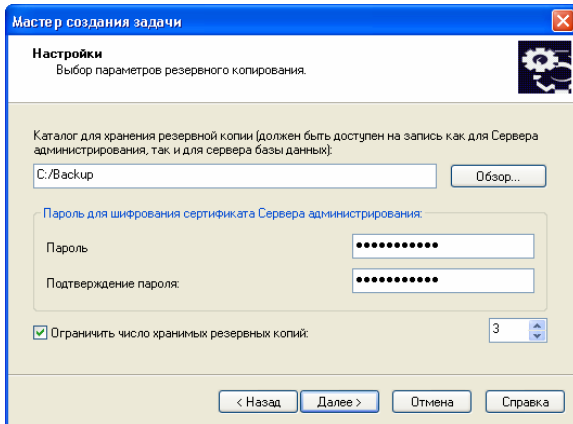 Мастер создания задачи
Настройки
Выбор параметров резервного копирования.
Каталог для хранения резервной копии (должен быть доступен на запись как для Сервера
администрирования, так и для сервера базы данных):
C:/Backup
Обзор...
Пароль для шифрования сертификата Сервера администрирования:
Пароль
●●●●●●●●●●●
Подтверждение пароля:
●●●●●●●●●●●
Ограничить число хранимых резервных копий:
3
< Назад
Далее >
Отмена
Справка